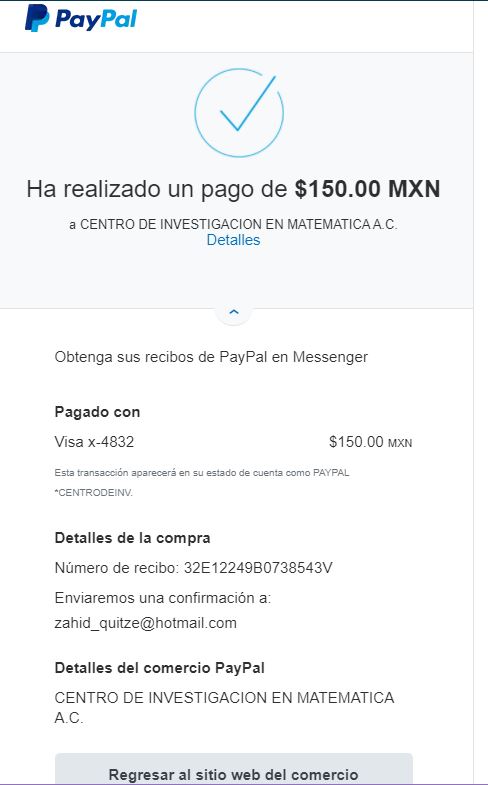 PayPal
Ha realizado un pago de $150.00 MXN
a CENTRO DE INVESTIGACION EN MATEMATICA A.C.
Detalles
Obtenga sus recibos de PayPal en Messenger
Pagado con
Visa x-4832 $150.00 MXN
Esta transacción aparecerá en su estado de cuenta como PAYPAL
*CENTRODEINV.
Detalles de la compra
Número de recibo: 32E12249B0738543V
Enviaremos una confirmación a:
zahid_quitze@hotmail.com
Detalles del comercio PayPal
CENTRO DE INVESTIGACION EN MATEMATICA
A.C.
Regresar al sitio web del comercio